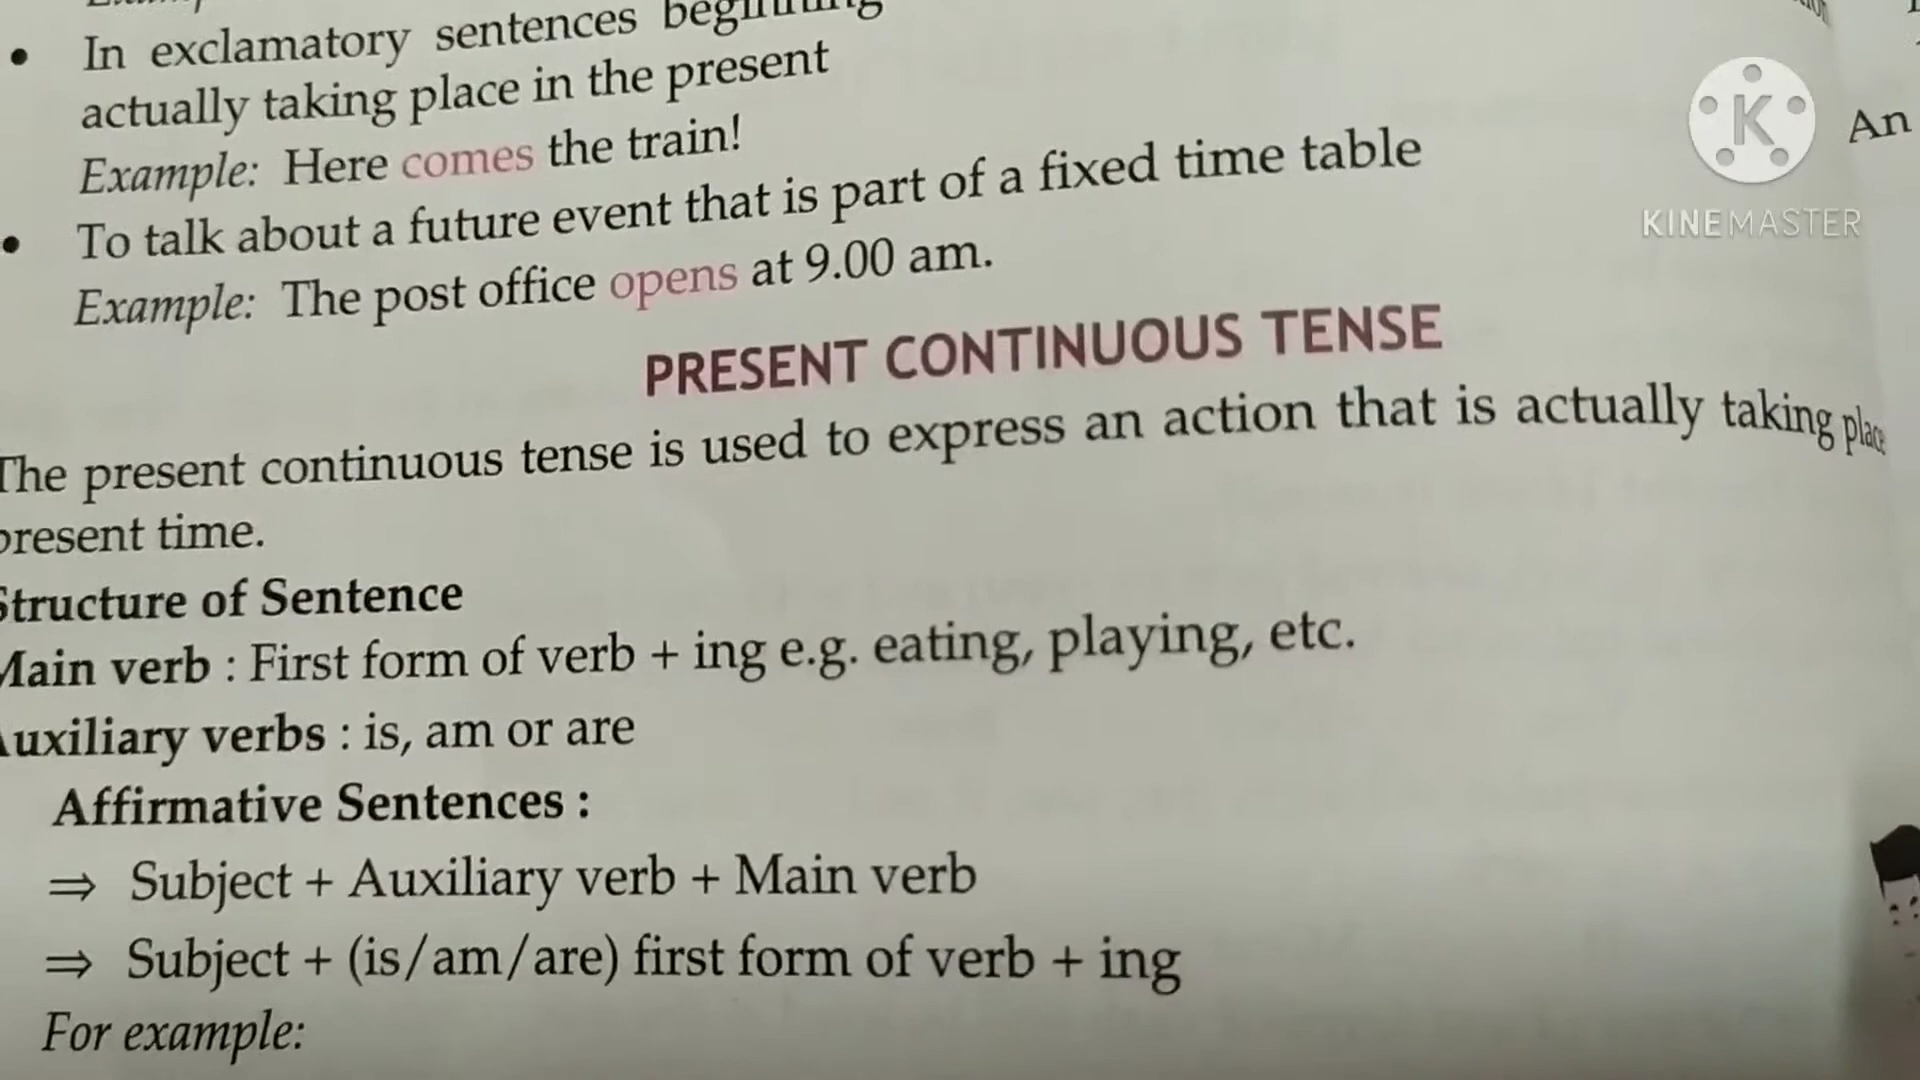 In exclamatory sentences beginning
actually taking place in the present
Example: Here comes the train!
To talk about a future event that is part of a fixed time table
Example: The post office opens at 9.00 am.
PRESENT CONTINUOUS TENSE
The present continuous tense is used to express an action that is actually taking place
present time.
Structure of Sentence
Main verb : First form of verb + ing e.g. eating, playing, etc.
Auxiliary verbs : is, am or are
Affirmative Sentences :
⇒ Subject + Auxiliary verb + Main verb
⇒ Subject + (is/am/are) first form of verb + ing
For example:
An
K
KINEMASTER